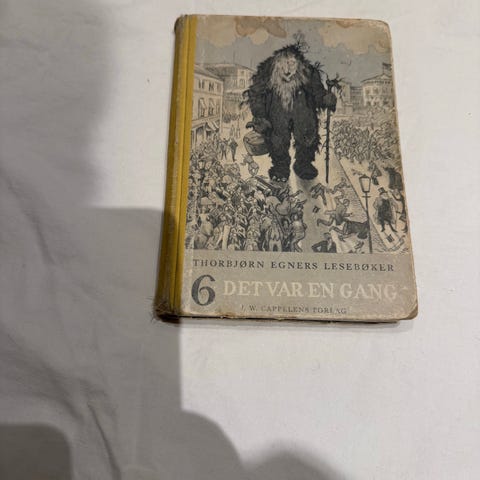 THORBJØRN EGNERS LESEBØKER
6 DET VAR EN GANG
J. W. CAPPELENS FORLAG